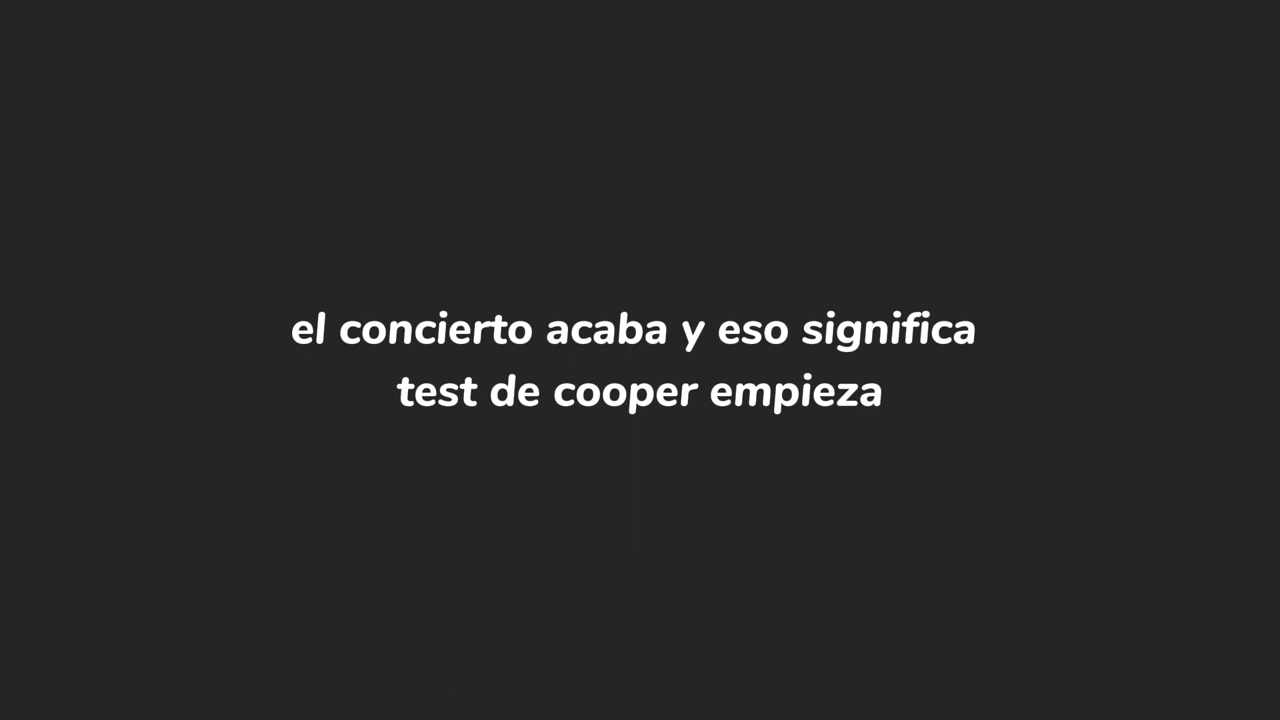 el concierto acaba y eso significa
test de cooper empieza